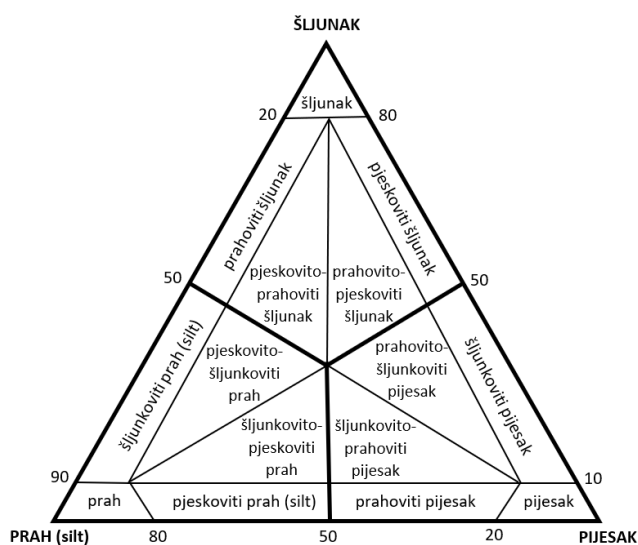 ŠLJUNAK
šljunak
20
80
prahoviti šljunak
pjeskoviti šljunak
50
50
pjeskovito-
prahoviti
šljunak
prahovito-
pjeskoviti
šljunak
šljunkoviti prah (silt)
pjeskovito-
šljunkoviti
prah
prahovito-
šljunkoviti
pijesak
šljunkoviti pijesak
šljunkovito-
pjeskoviti
prah
šljunkovito-
prahoviti
pijesak
90
10
prah
pjeskoviti prah (silt)
prahoviti pijesak
pijesak
PRAH (silt)
80
50
20
PIJESAK